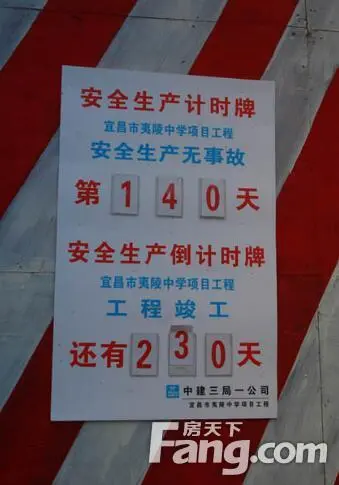 安全生产计时牌
宜昌市夷陵中学项目工程
安全生产无事故
第140天
安全生产倒计时牌
宜昌市夷陵中学项目工程
工程竣工
还有230天
中建三局一公司
宜昌市夷陵中学项目工程
房天下
Fang.com